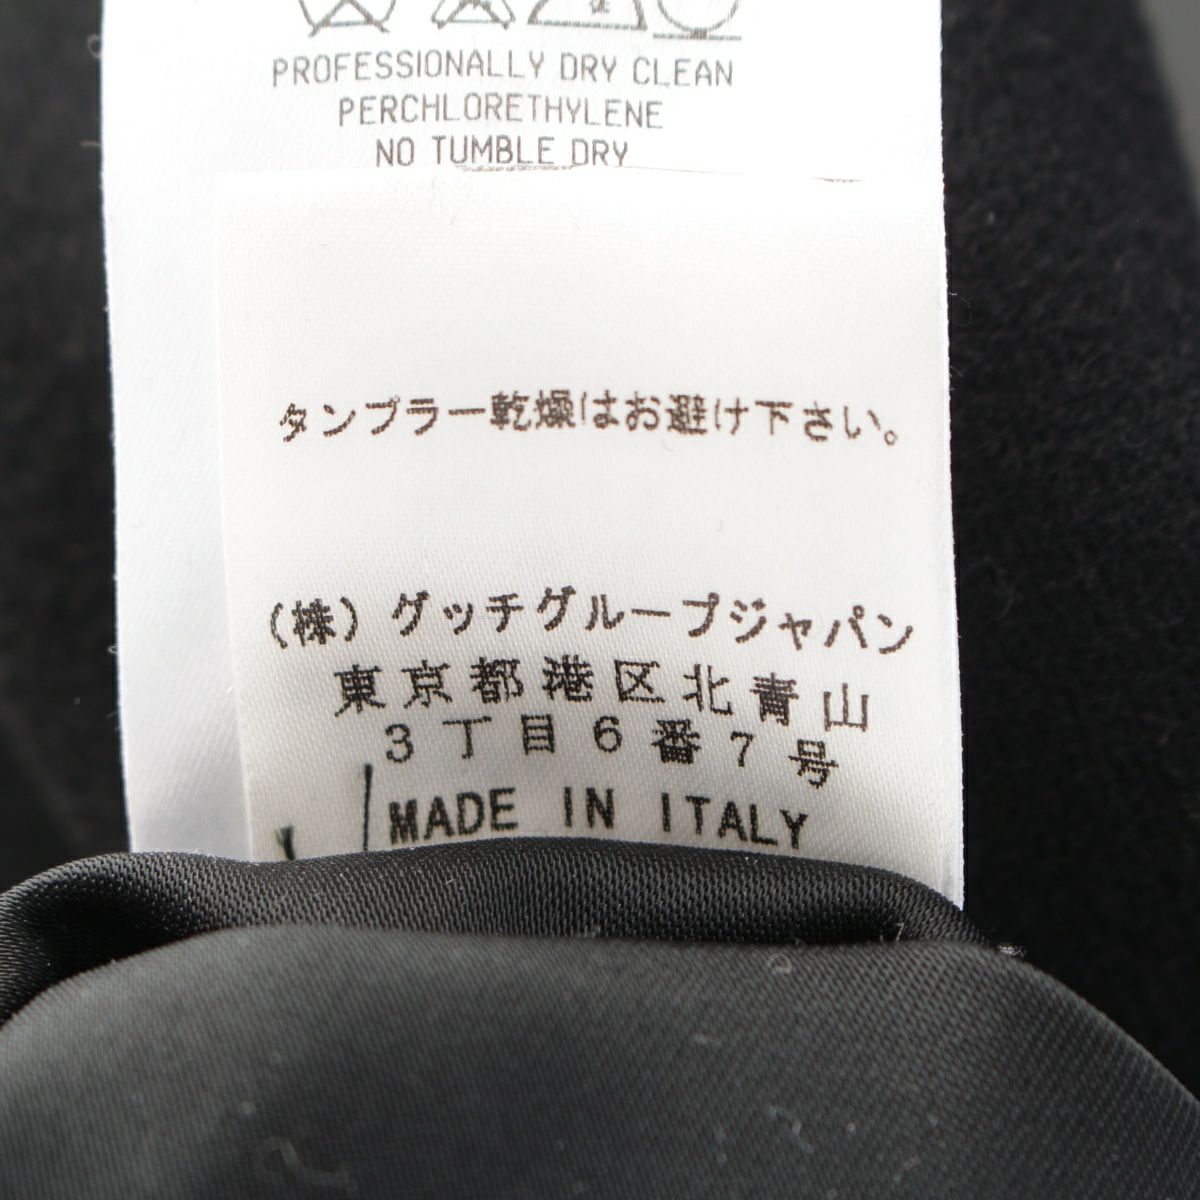 PROFESSIONALLY DRY CLEAN
PERCHLORETHYLENE
NO TUMBLE DRY
タンブラー乾燥はお避け下さい。
(株)グッチグループジャパン
東京都港区北青山
3丁目6番7号
MADE IN ITALY